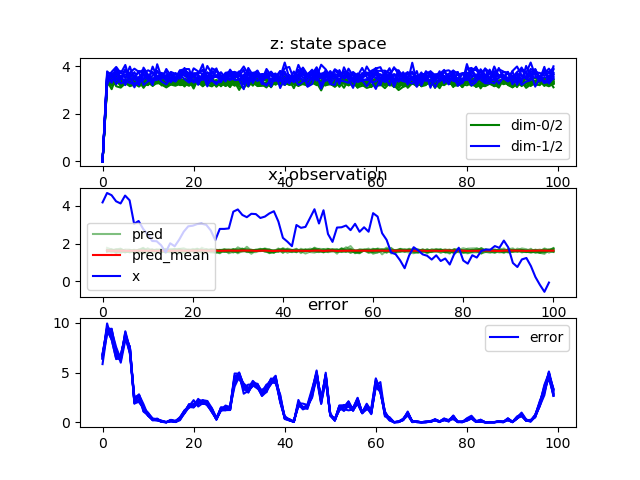 z: state space
4
2
0
dim-0/2
dim-1/2
0 20 40 60 80 100
x: observation
4
2
0
pred
pred_mean
x
0 20 40 60 80 100
error
10
5
0
error
0 20 40 60 80 100